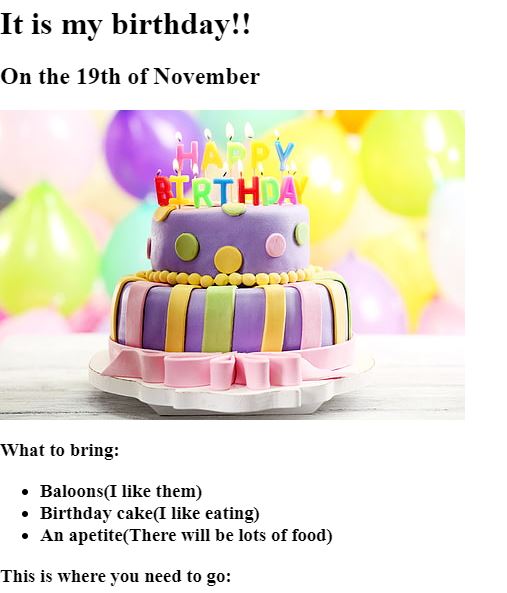 It is my birthday!!
On the 19th of November
HAPPY
BIRTHDAY
What to bring:
Baloons(I like them)
Birthday cake(I like eating)
An apetite(There will be lots of food)
This is where you need to go: